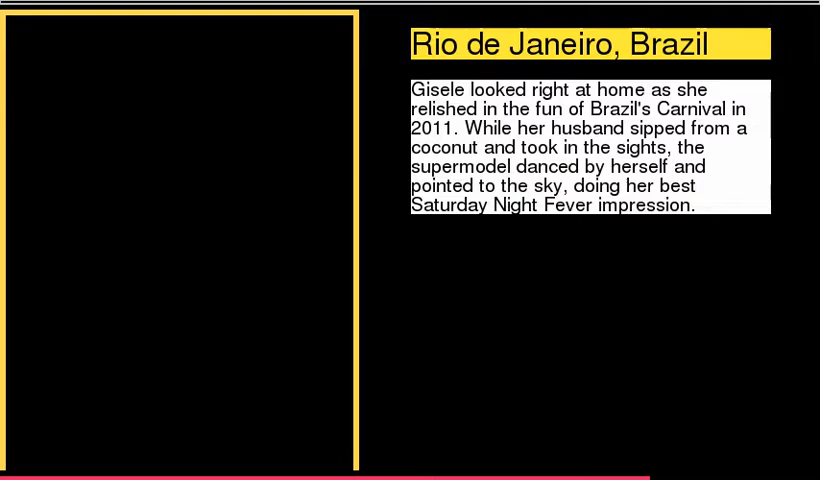 Rio de Janeiro, Brazil
Gisele looked right at home as she
relished in the fun of Brazil's Carnival in
2011. While her husband sipped from a
coconut and took in the sights, the
supermodel danced by herself and
pointed to the sky, doing her best
Saturday Night Fever impression.